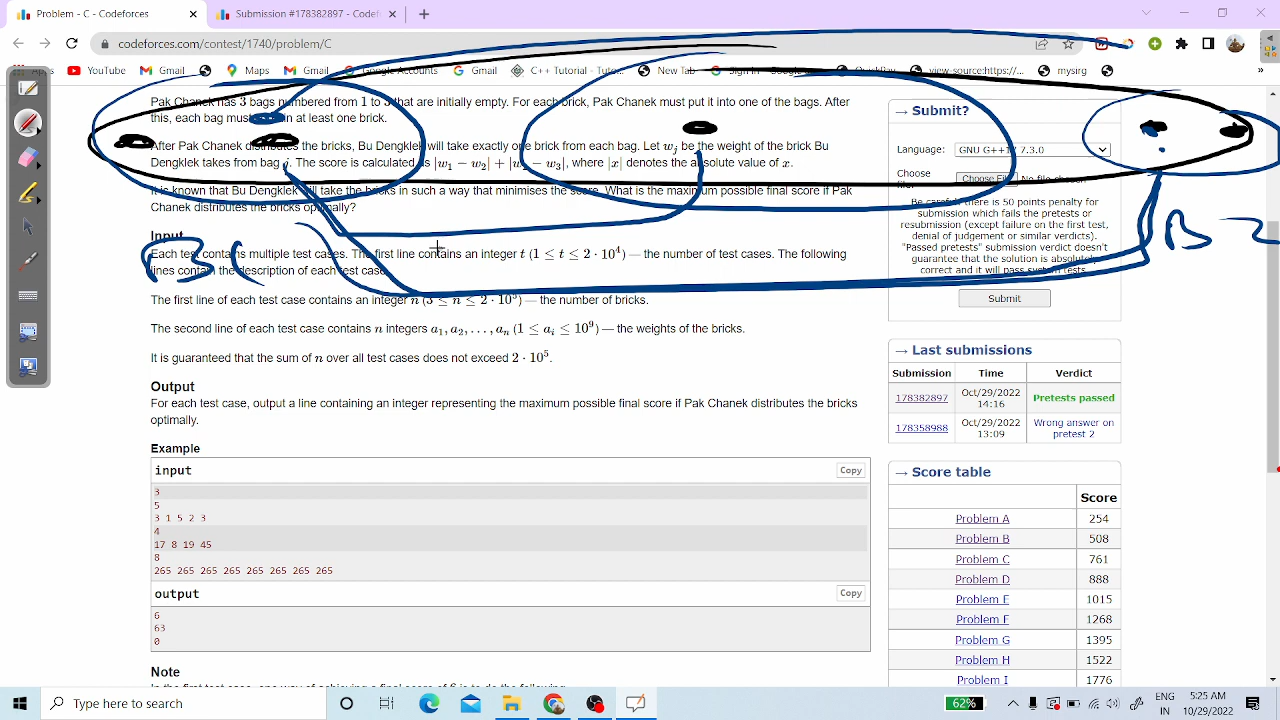 Problem - C - Codeforces
Submission #178382897 - Codef
codeforces.com/contest/1740/problem/C
YouTube Gmail Maps Gmail Accounts Gmail C++ Tutorial - Tute... New Tab QuickPay view source:https://... mysirg
Pak Chanek has 3 bags numbered from 1 to 3 that are initially empty. For each brick, Pak Chanek must put it into one of the bags. After
this, each bag must contain at least one brick.
After Pak Chanek distributes the bricks, Bu Dengklek will take exactly one brick from each bag. Let w_j be the weight of the brick Bu
Dengklek takes from bag j. The score is calculated as |w_1 − w_2| + |w_2 − w_3|, where |x| denotes the absolute value of x.
It is known that Bu Dengklek the bricks in such a way that minimises the score. What is the maximum possible final score if Pak
Chanek distributes the bricks optimally?
Input
Each test contains multiple test cases. The first line contains an integer t (1 ≤ t ≤ 2 · 10^4) — the number of test cases. The following
lines contain the description of each test case.
The first line of each test case contains an integer n — the number of bricks.
The second line of each test case contains n integers a_1, a_2, . . . , a_n (1 ≤ a_i ≤ 10^9) — the weights of the bricks.
It is guaranteed that the sum of n over all test cases does not exceed 2 · 10^5.
Output
For each test case, output a line containing an integer representing the maximum possible final score if Pak Chanek distributes the bricks
optimally.
Example
input
Copy
3
5
3 1 5 2 3
4
8 19 45
265 265 265 265 265 265 265 265
output
Copy
6
63
0
Note
→ Submit?
Language: GNU G++17 7.3.0
Choose
file: Choose File No file chosen
Be careful: there is 50 points penalty for
submission which fails the pretests or
resubmission (except failure on the first test,
denial of judgement or similar verdicts).
"Passed pretests" submission verdict doesn't
guarantee that the solution is absolutely
correct and it will pass system tests.
Submit
→ Last submissions
Submission Time Verdict
178382897 Oct/29/2022 14:16 Pretests passed
178358988 Oct/29/2022 13:09 Wrong answer on pretest 2
→ Score table
Score
Problem A 254
Problem B 508
Problem C 761
Problem D 888
Problem E 1015
Problem F 1268
Problem G 1395
Problem H 1522
Problem I 1776
Type here to search
62%
ENG
IN
5:25 AM
10/29/2022